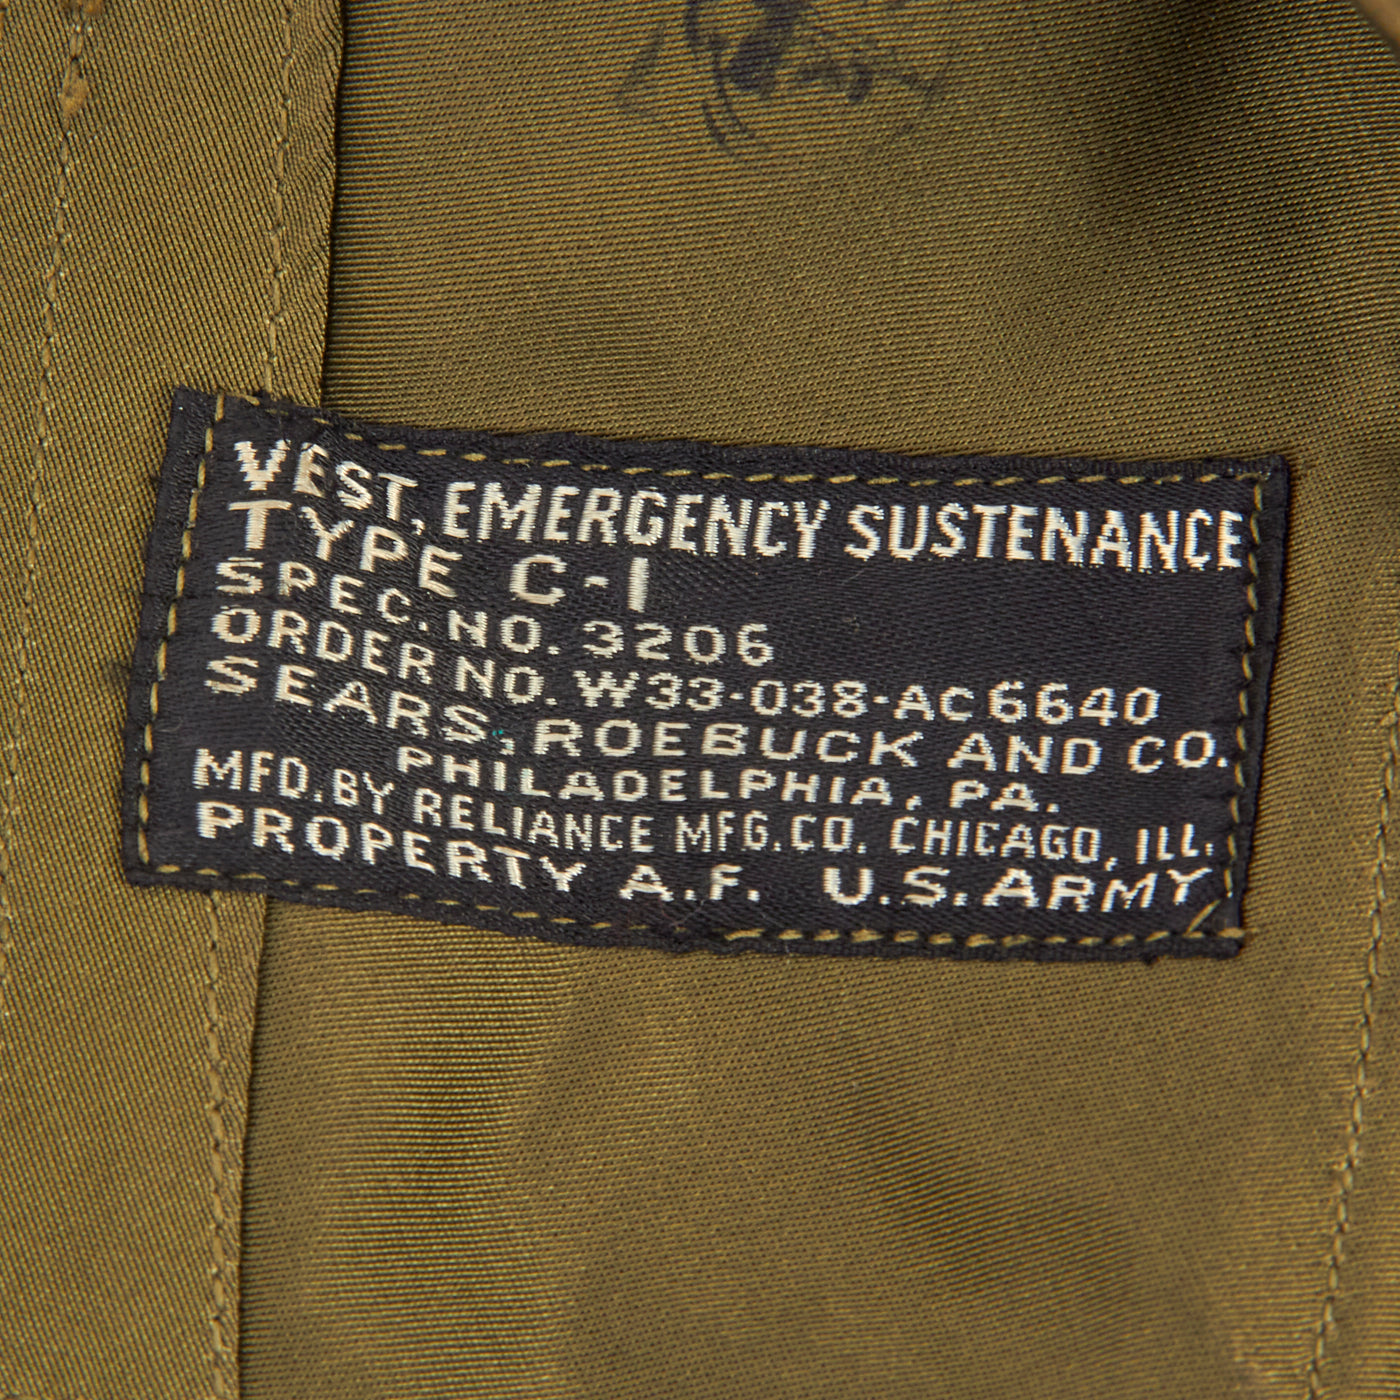 VEST, EMERGENCY SUSTENANCE
TYPE C-1
SPEC. NO. 3206
ORDER NO. W33-038-AC6640
SEARS, ROEBUCK AND CO.
PHILADELPHIA, PA.
MFD. BY RELIANCE MFG. CO. CHICAGO, ILL.
PROPERTY A.F. U.S. ARMY